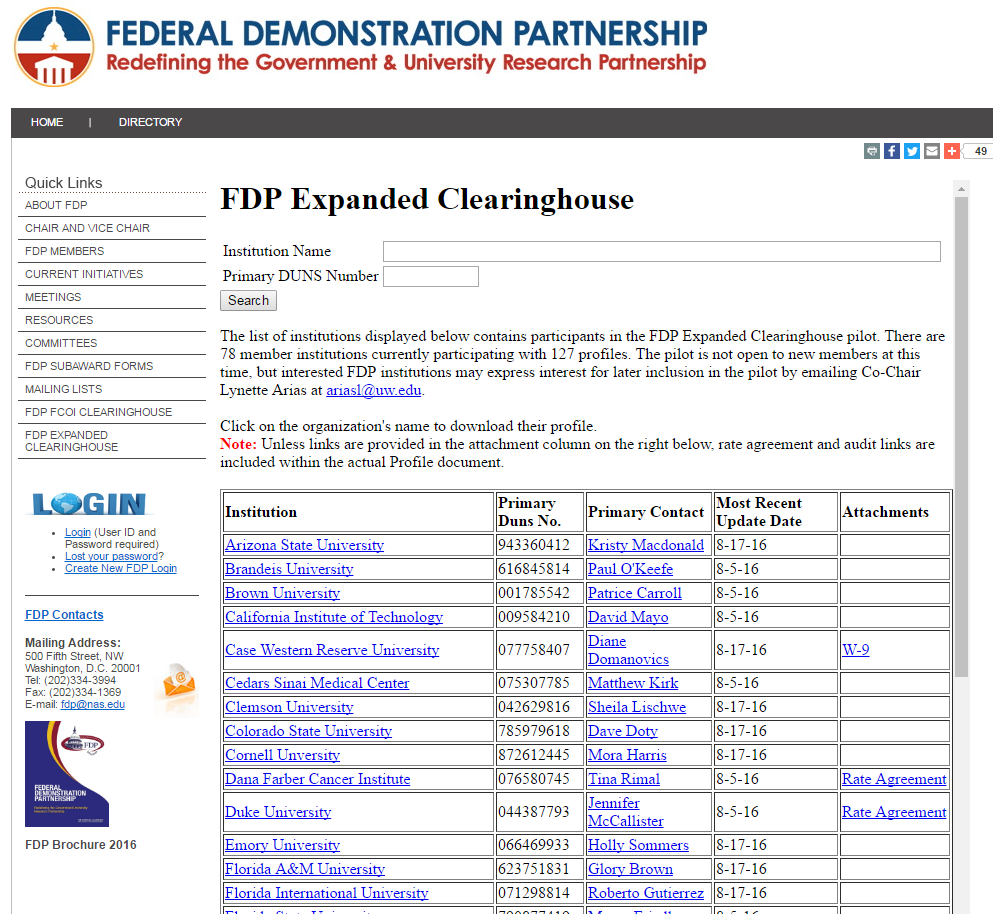 FEDERAL DEMONSTRATION PARTNERSHIP
Redefining the Government & University Research Partnership
HOME | DIRECTORY
49
Quick Links
ABOUT FDP
CHAIR AND VICE CHAIR
FDP MEMBERS
CURRENT INITIATIVES
MEETINGS
RESOURCES
COMMITTEES
FDP SUBAWARD FORMS
MAILING LISTS
FDP FCOI CLEARINGHOUSE
FDP EXPANDED
CLEARINGHOUSE
LOGIN
Login (User ID and
Password required)
Lost your password?
Create New FDP Login
FDP Contacts
Mailing Address:
500 Fifth Street, NW
Washington, D.C. 20001
Tel: (202)334-3994
Fax: (202)334-1369
E-mail: fdp@nas.edu
FDP
FEDERAL
DEMONSTRATION
PARTNERSHIP
FDP Brochure 2016
FDP Expanded Clearinghouse
Institution Name
Primary DUNS Number
Search
The list of institutions displayed below contains participants in the FDP Expanded Clearinghouse pilot. There are
78 member institutions currently participating with 127 profiles. The pilot is not open to new members at this
time, but interested FDP institutions may express interest for later inclusion in the pilot by emailing Co-Chair
Lynette Arias at ariasl@uw.edu.
Click on the organization's name to download their profile.
Note: Unless links are provided in the attachment column on the right below, rate agreement and audit links are
included within the actual Profile document.
Institution Primary Duns No. Primary Contact Most Recent Update Date Attachments
Arizona State University 943360412 Kristy Macdonald 8-17-16
Brandeis University 616845814 Paul O'Keefe 8-5-16
Brown University 001785542 Patrice Carroll 8-5-16
California Institute of Technology 009584210 David Mayo 8-5-16
Case Western Reserve University 077758407 Diane Domanovics 8-17-16 W-9
Cedars Sinai Medical Center 075307785 Matthew Kirk 8-5-16
Clemson University 042629816 Sheila Lischwe 8-17-16
Colorado State University 785979618 Dave Doty 8-17-16
Cornell Unversity 872612445 Mora Harris 8-17-16
Dana Farber Cancer Institute 076580745 Tina Rimal 8-5-16 Rate Agreement
Duke University 044387793 Jennifer McCallister 8-5-16 Rate Agreement
Emory University 066469933 Holly Sommers 8-17-16
Florida A&M University 623751831 Glory Brown 8-17-16
Florida International University 071298814 Roberto Gutierrez 8-17-16